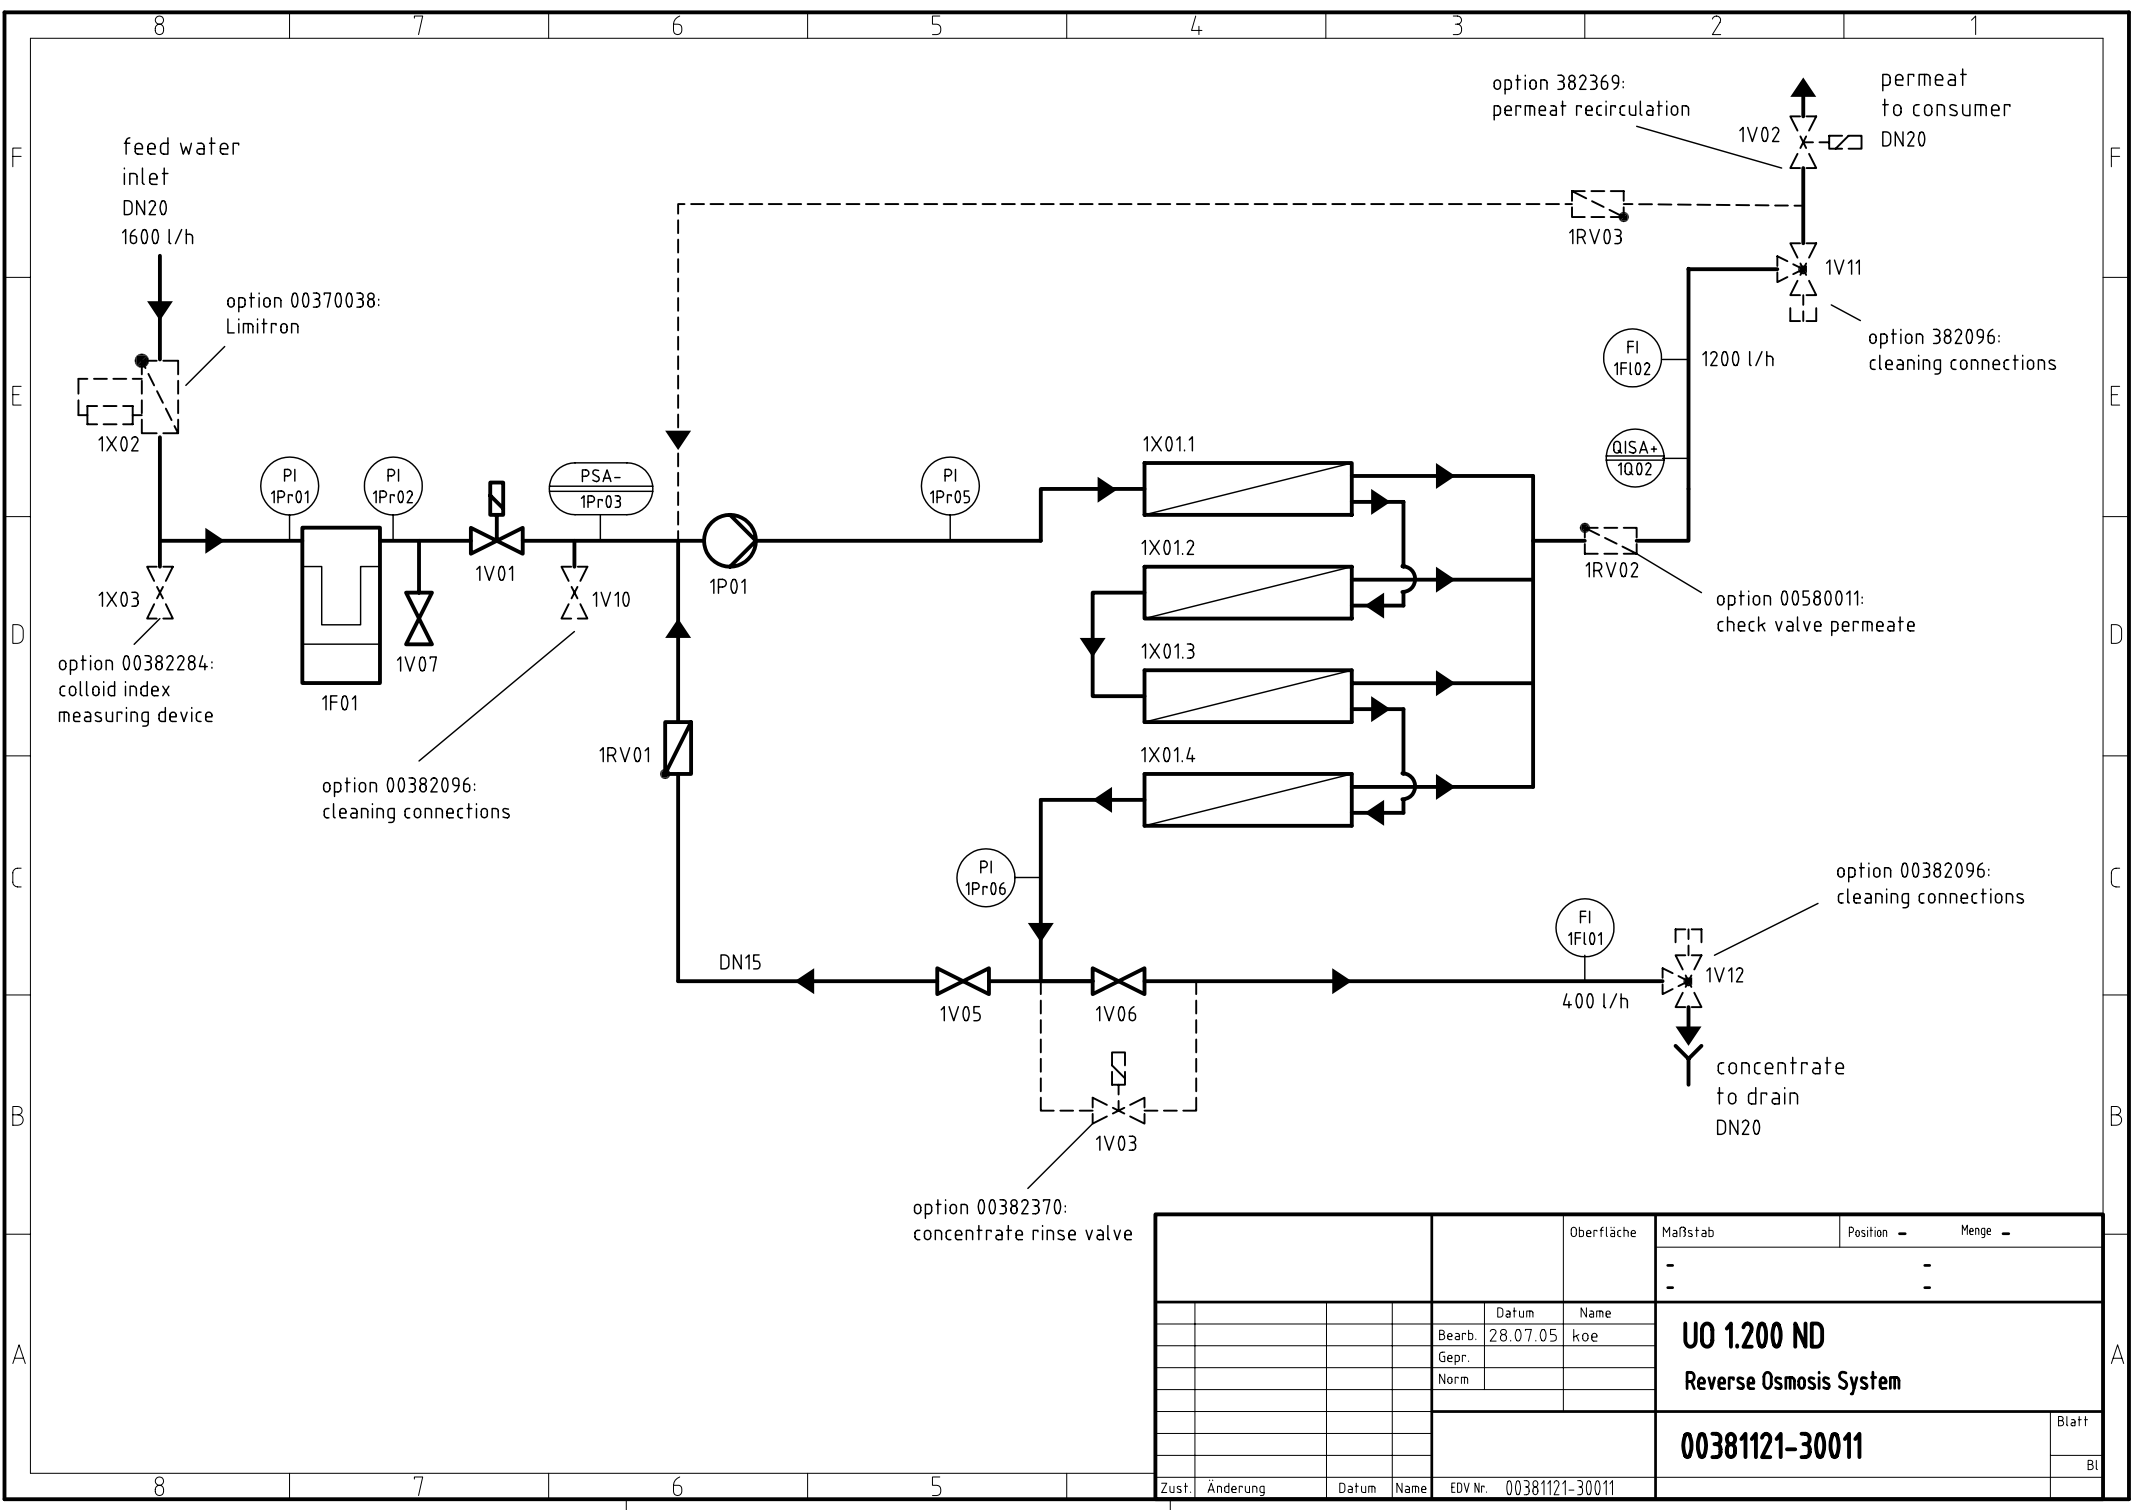 8 7 6 5 4 3 2 1
F
F
E
E
D
D
C
C
B
B
A
A
feed water
inlet
DN20
1600 l/h
option 00370038:
Limitron
1X02
1X03
option 00382284:
colloid index
measuring device
PI
1Pr01
PI
1Pr02
1F01
1V07
1V01
PSA-
1Pr03
1V10
option 00382096:
cleaning connections
1P01
1RV01
PI
1Pr05
1X01.1
1X01.2
1X01.3
1X01.4
PI
1Pr06
DN15
1V05
1V06
1V03
option 00382370:
concentrate rinse valve
option 382369:
permeat recirculation
permeat
to consumer
DN20
1V02
1RV03
1V11
option 382096:
cleaning connections
FI
1Fl02
1200 l/h
QISA+
1Q02
1RV02
option 00580011:
check valve permeate
option 00382096:
cleaning connections
FI
1Fl01
400 l/h
1V12
concentrate
to drain
DN20
Oberfläche
Maßstab
Position -
Menge -
- -
- -
Datum Name
Bearb. 28.07.05 koe
Gepr.
Norm
UO 1.200 ND
Reverse Osmosis System
00381121-30011
Blatt
Bl
Zust. Änderung Datum Name
EDV Nr. 00381121-30011
8 7 6 5